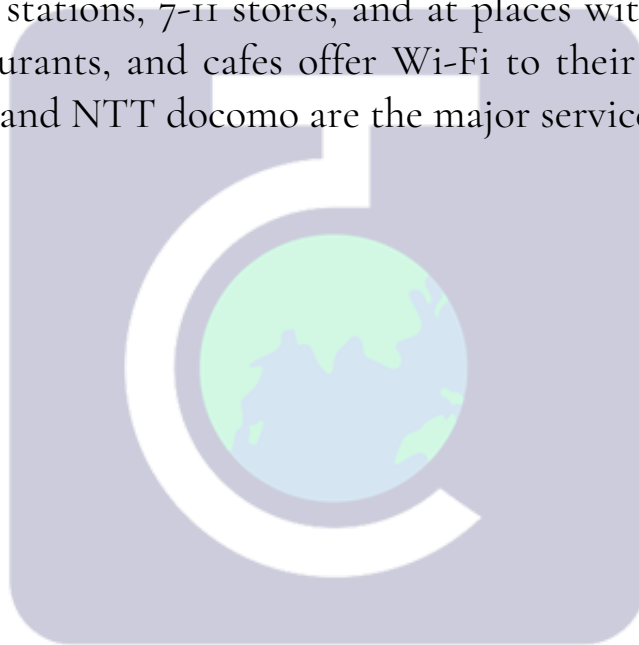 stations, 7-11 stores, and at places wit
urants, and cafes offer Wi-Fi to their
and NTT docomo are the major service